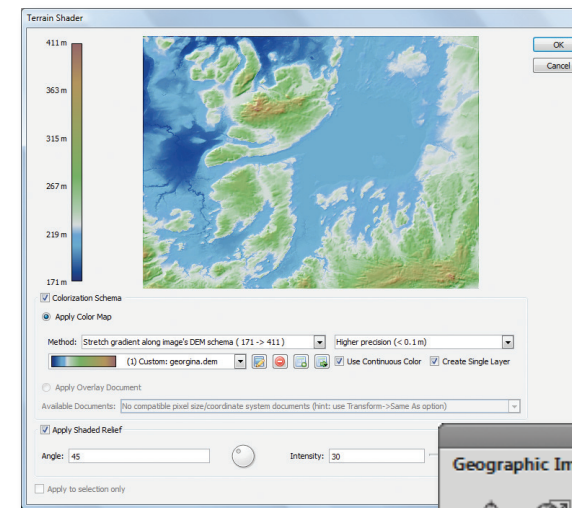 Terrain Shader
411 m
363 m
315 m
267 m
219 m
171 m
OK
Cancel
Colorization Schema
Apply Color Map
Method: Stretch gradient along image's DEM schema ( 171 -> 411 ) Higher precision (< 0.1 m)
(1) Custom: georgina.dem Use Continuous Color Create Single Layer
Apply Overlay Document
Available Documents: No compatible pixel size/coordinate system documents (hint: use Transform->Same As option)
Apply Shaded Relief
Angle: 45 Intensity: 30
Apply to selection only
Geographic Im